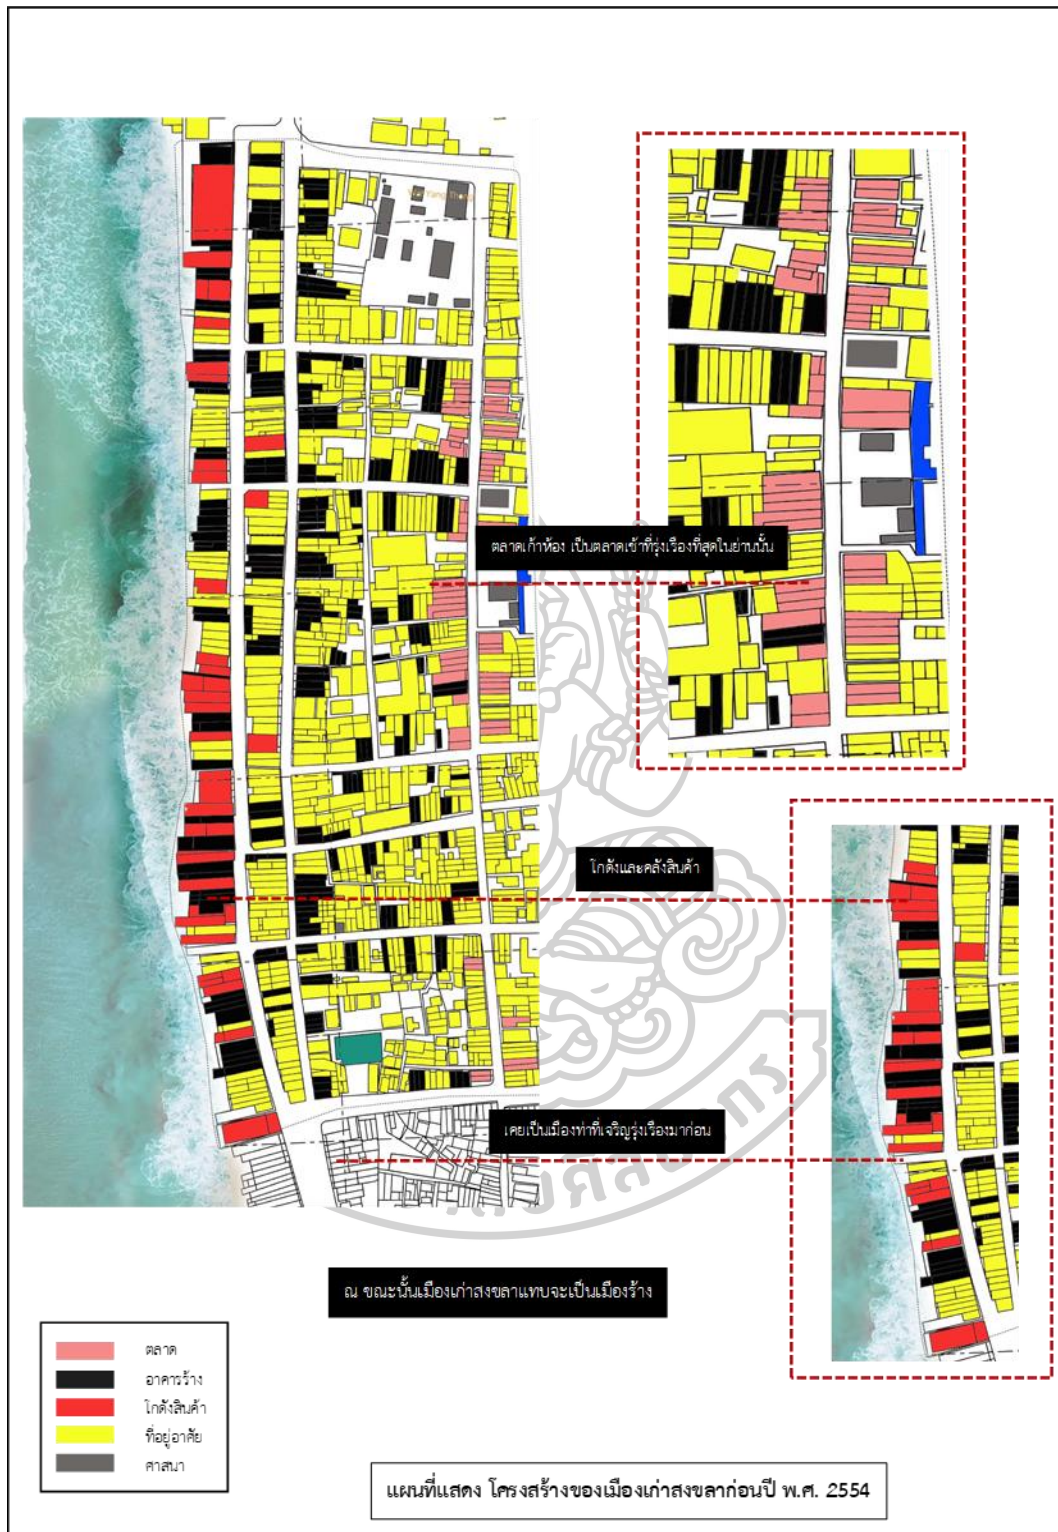 ตลาดเก้าห้อง เป็นตลาดเช้าที่รุ่งเรืองที่สุดในย่านนั้น
โกดังและคลังสินค้า
เคยเป็นเมืองท่าที่เจริญรุ่งเรืองมาก่อน
ณ ขณะนั้นเมืองเก่าสงขลาแทบจะเป็นเมืองร้าง
ตลาด
อาคารร้าง
โกดังสินค้า
ที่อยู่อาศัย
ศาสนา
แผนที่แสดง โครงสร้างของเมืองเก่าสงขลาก่อนปี พ.ศ. 2554